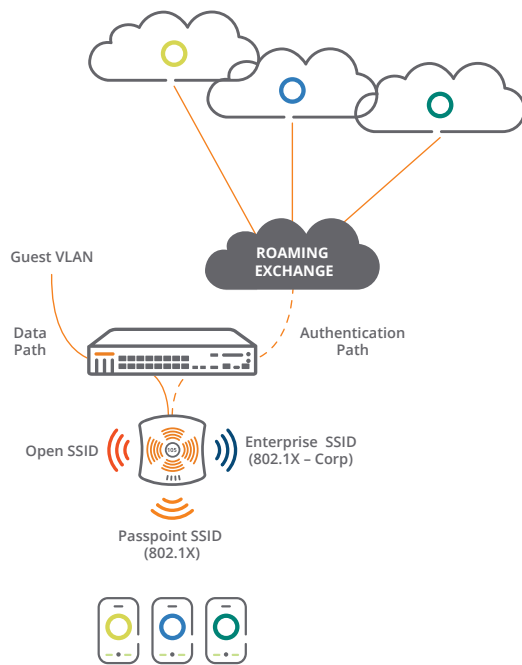 ROAMING
EXCHANGE
Guest VLAN
Data
Path
Authentication
Path
105
Open SSID
Enterprise SSID
(802.1X – Corp)
Passpoint SSID
(802.1X)